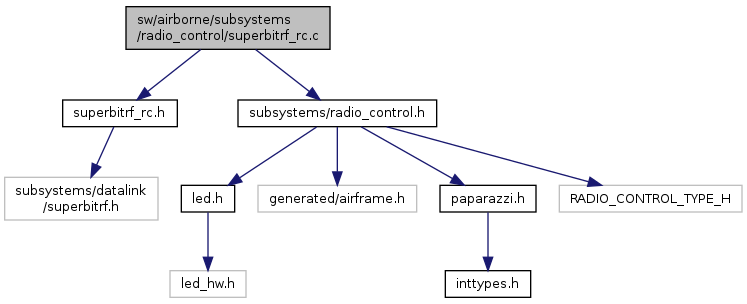 sw/airborne/subsystems
/radio_control/superbitrf_rc.c
superbitrf_rc.h
subsystems/radio_control.h
subsystems/datalink
/superbitrf.h
led.h
generated/airframe.h
paparazzi.h
RADIO_CONTROL_TYPE_H
led_hw.h
inttypes.h